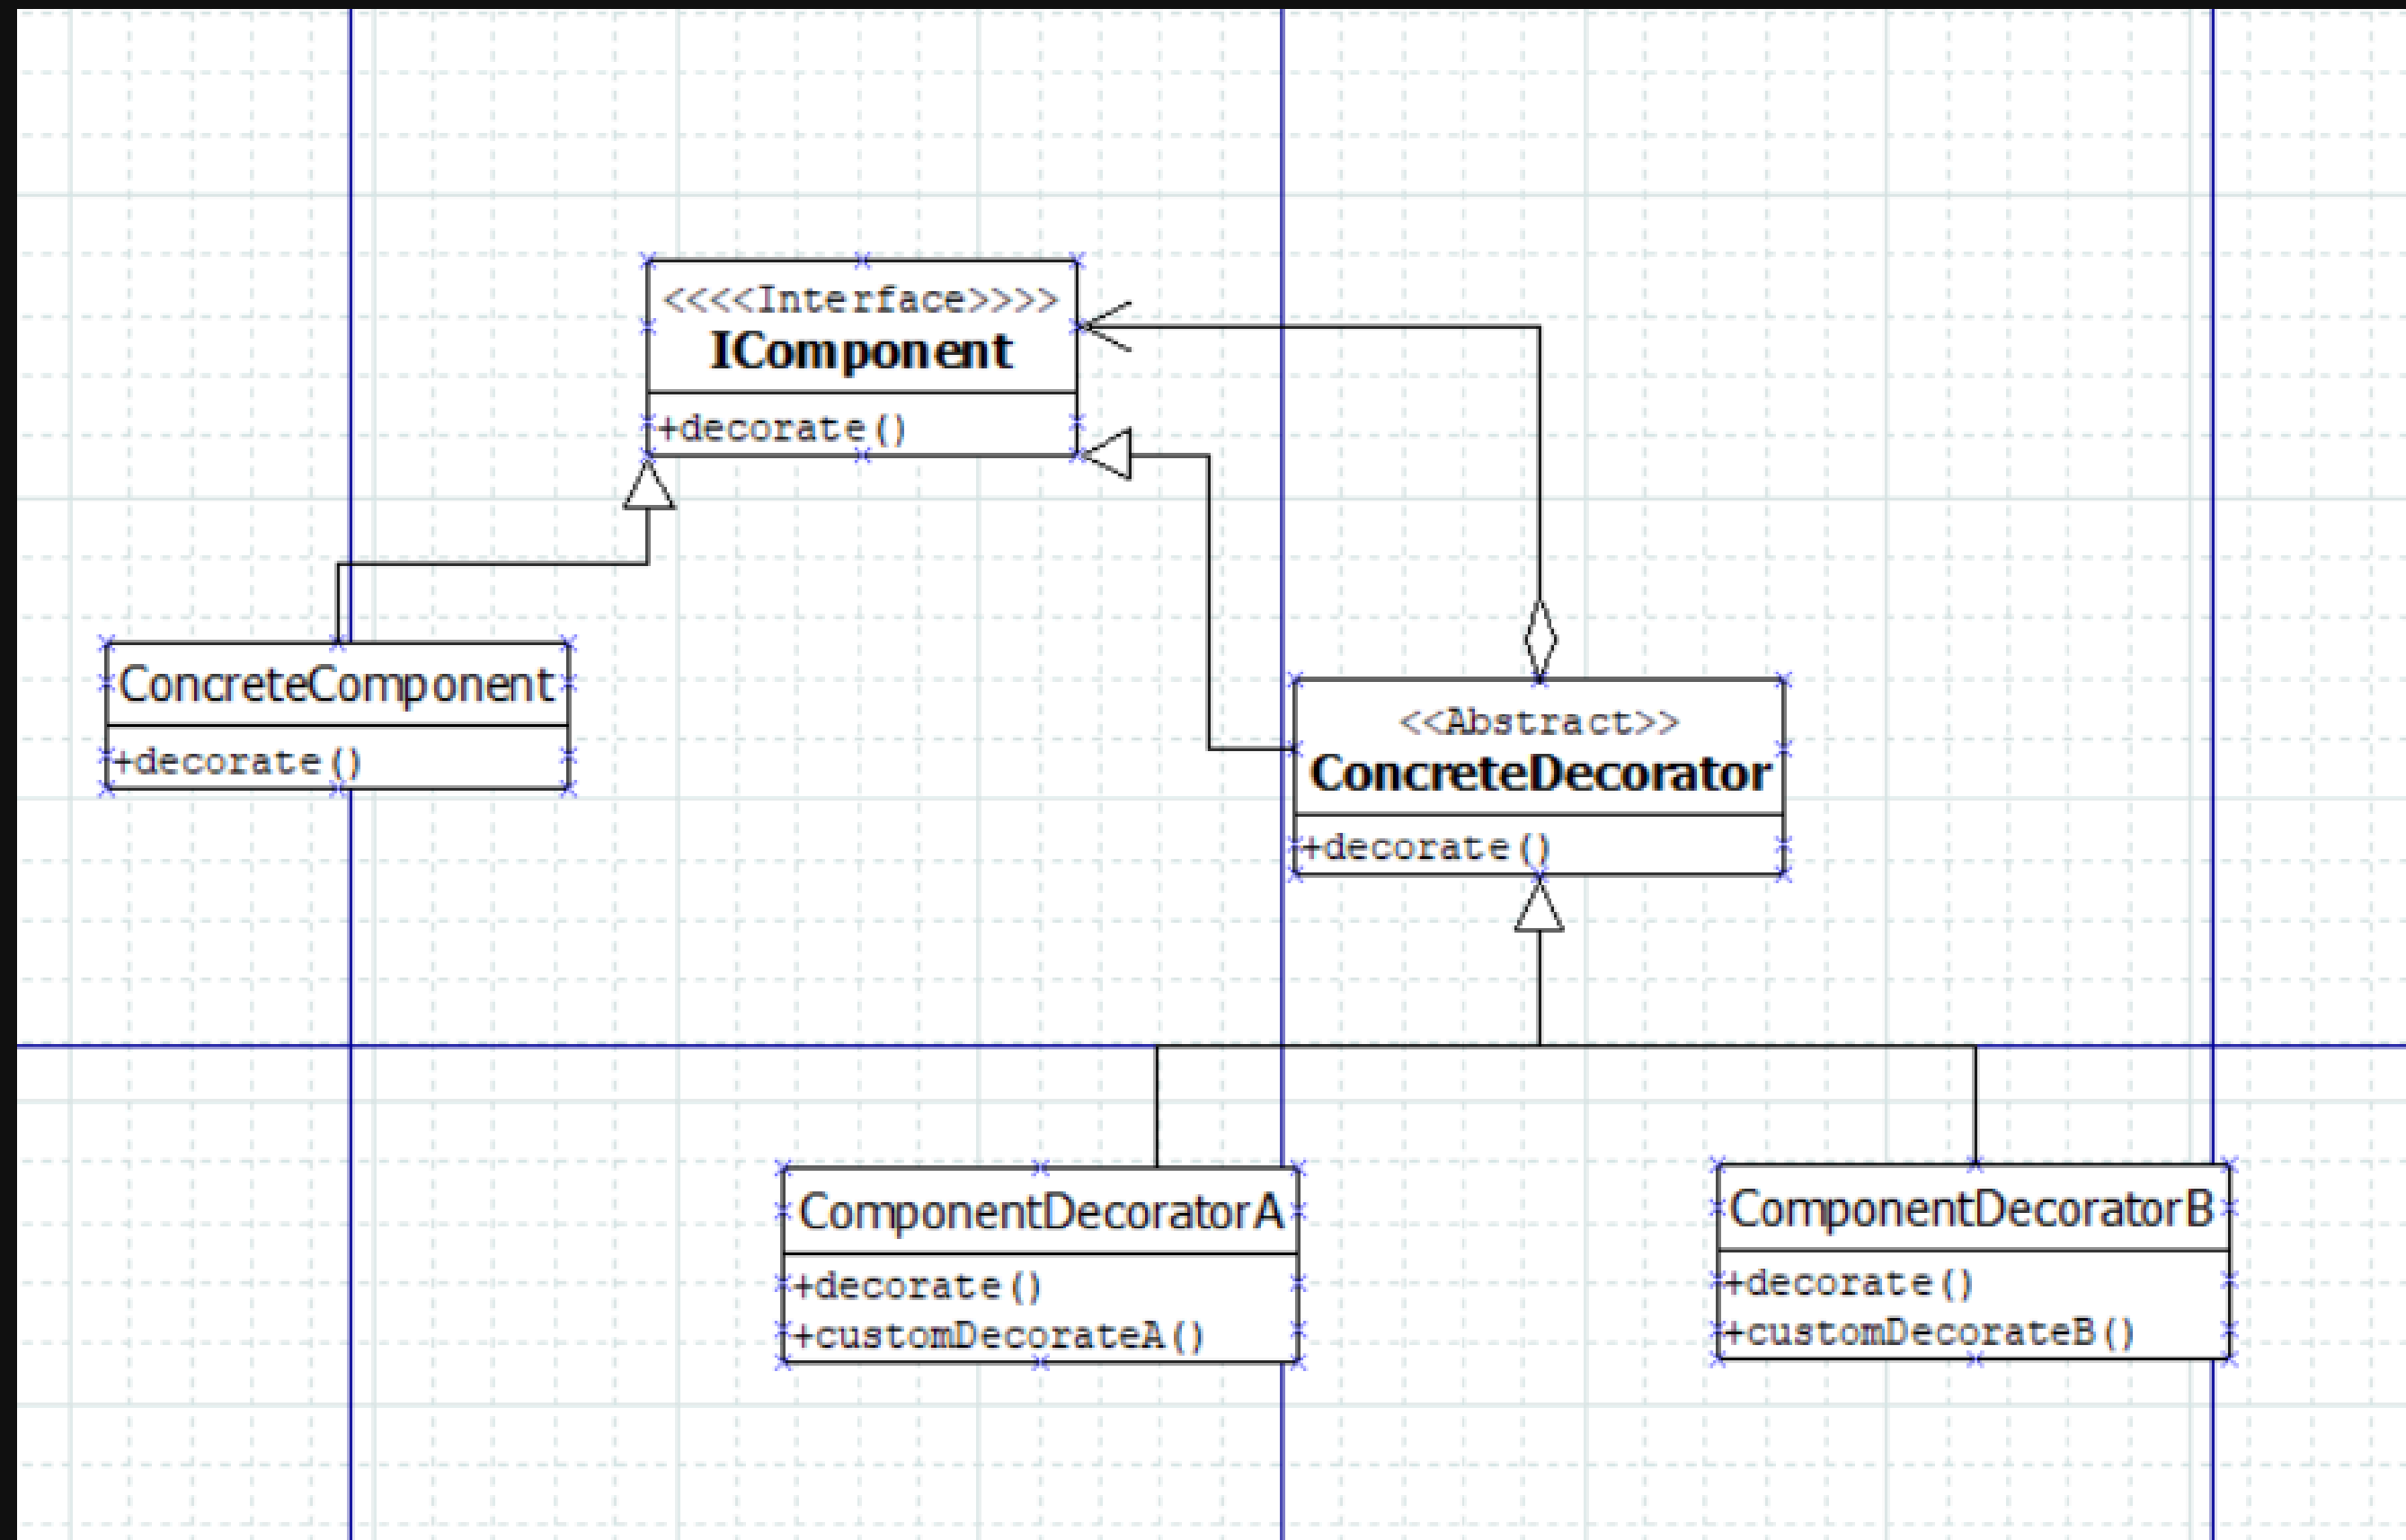 <<<<Interface>>>>
IComponent
+decorate()
ConcreteComponent
+decorate()
<<Abstract>>
ConcreteDecorator
+decorate()
ComponentDecoratorA
+decorate()
+customDecorateA()
ComponentDecoratorB
+decorate()
+customDecorateB()